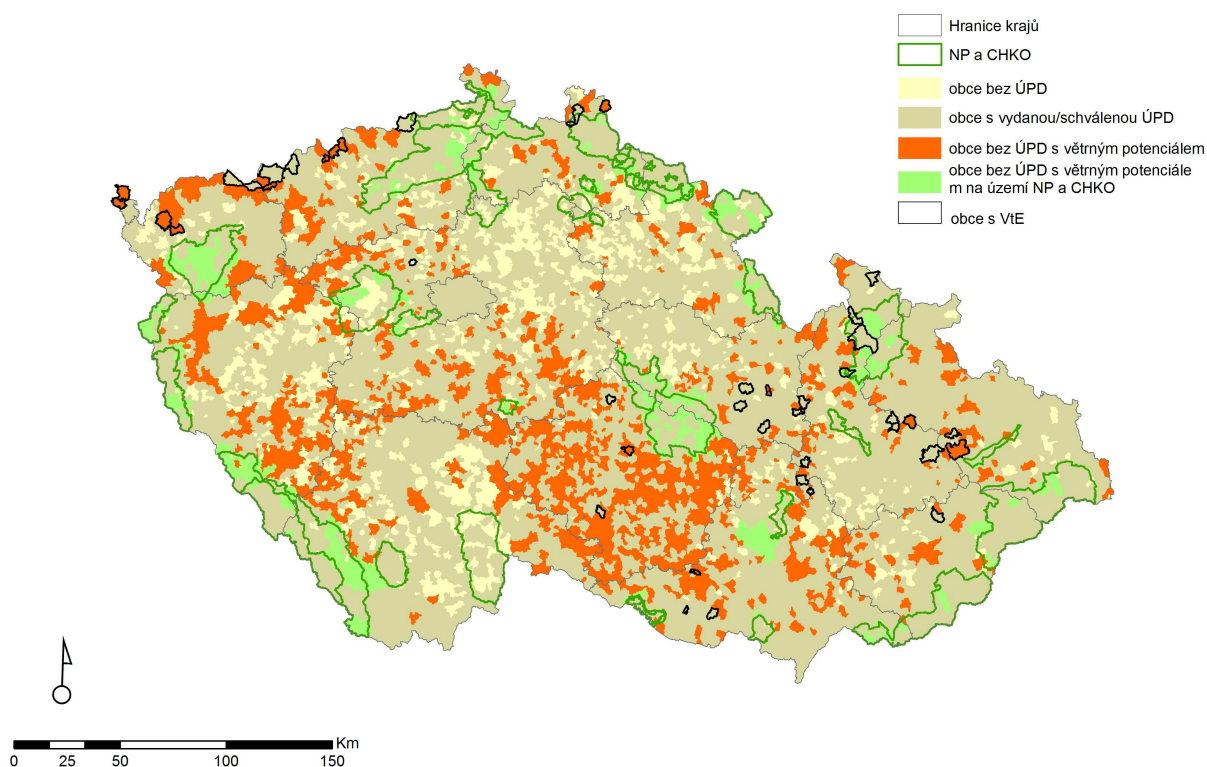 Hranice krajů
NP a CHKO
obce bez ÚPD
obce s vydanou/schválenou ÚPD
obce bez ÚPD s větrným potenciálem
obce bez ÚPD s větrným potenciále
m na území NP a CHKO
obce s VtE
Km
0 25 50 100 150